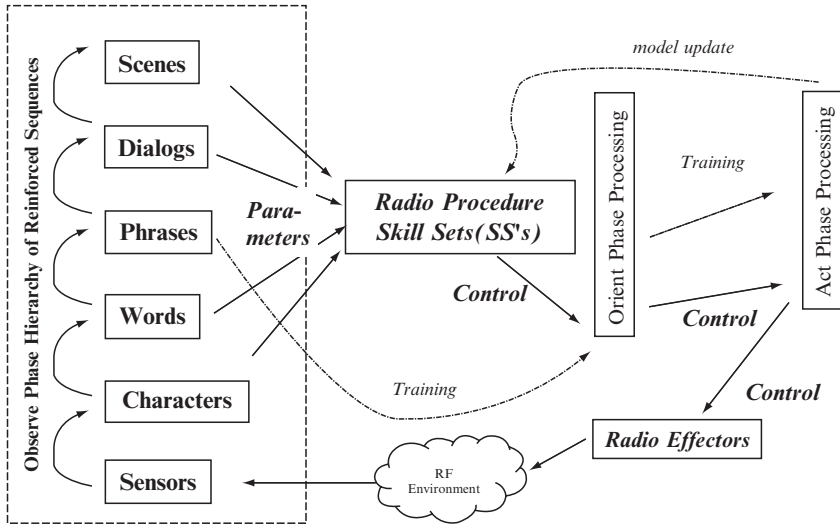 Observe Phase Hierarchy of Reinforced Sequences
Scenes
Dialogs
Phrases
Words
Characters
Sensors
Para-
meters
Radio Procedure
Skill Sets(SS's)
Control
Training
RF
Environment
model update
Orient Phase Processing
Training
Control
Act Phase Processing
Control
Radio Effectors